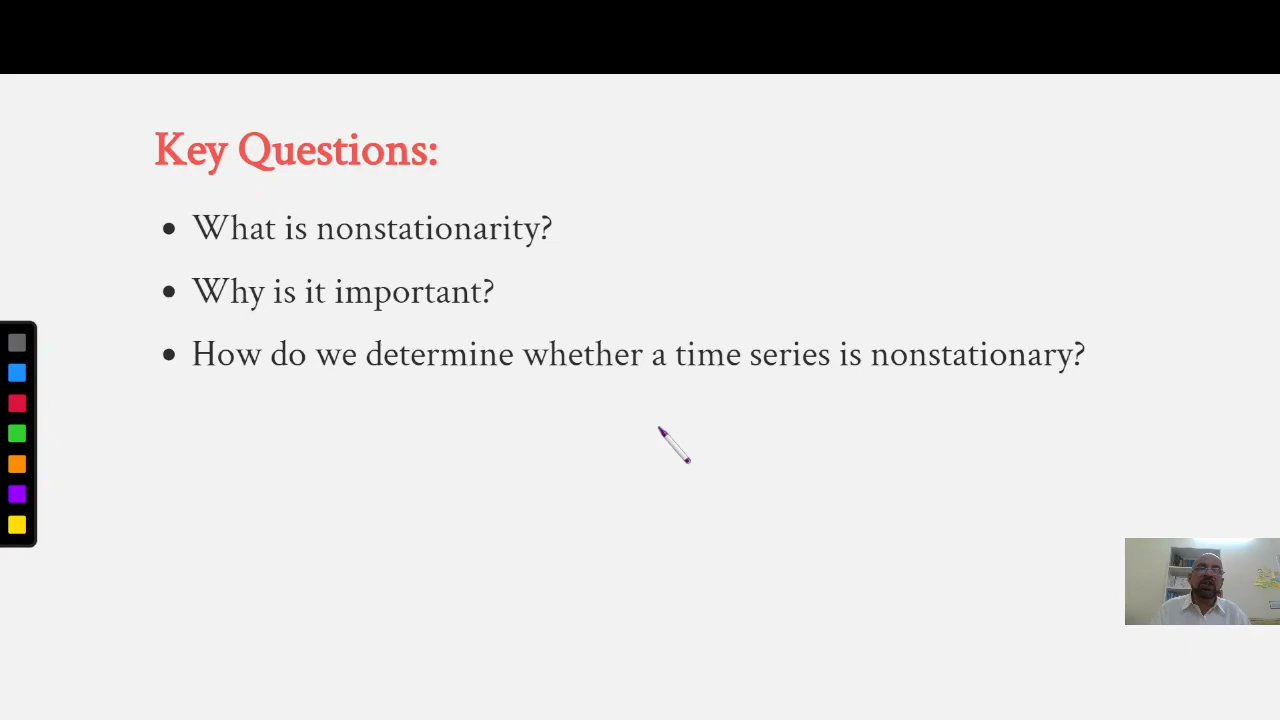 Key Questions:
• What is nonstationarity?
• Why is it important?
• How do we determine whether a time series is nonstationary?